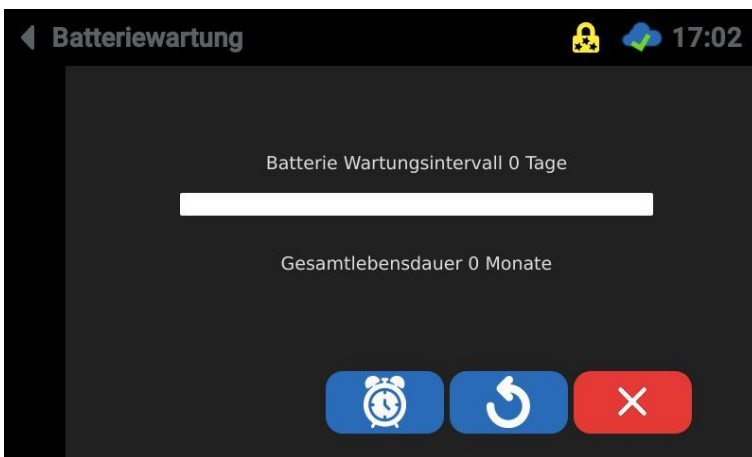 Batteriewartung
17:02
Batterie Wartungsintervall 0 Tage
Gesamtlebensdauer 0 Monate